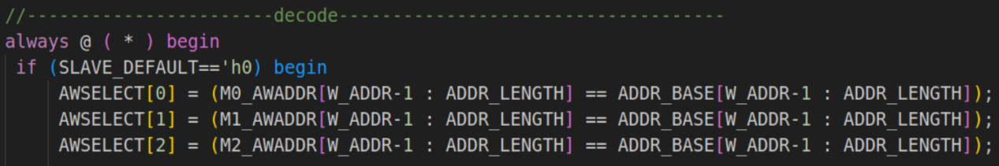 //-----------------------decode------------------------------------
always @ ( * ) begin
if (SLAVE_DEFAULT=='h0) begin
AWSELECT[0] = (M0_AWADDR[W_ADDR-1 : ADDR_LENGTH] == ADDR_BASE[W_ADDR-1 : ADDR_LENGTH]);
AWSELECT[1] = (M1_AWADDR[W_ADDR-1 : ADDR_LENGTH] == ADDR_BASE[W_ADDR-1 : ADDR_LENGTH]);
AWSELECT[2] = (M2_AWADDR[W_ADDR-1 : ADDR_LENGTH] == ADDR_BASE[W_ADDR-1 : ADDR_LENGTH]);